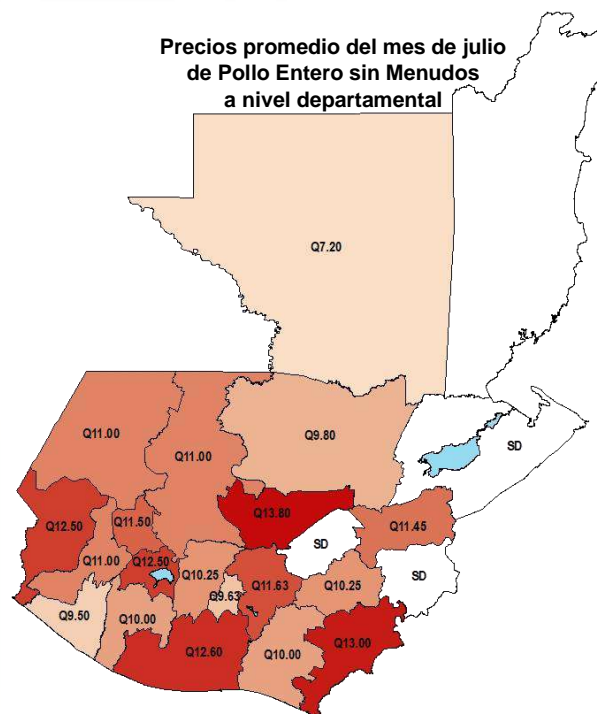 Precios promedio del mes de julio
de Pollo Entero sin Menudos
a nivel departamental
Q7.20
Q11.00
Q11.00
Q9.80
SD
Q12.50
Q11.50
Q13.80
Q11.45
Q11.00
Q12.50
Q10.25
SD
Q11.63
Q10.25
SD
Q9.50
Q10.00
Q9.63
Q12.60
Q10.00
Q13.00